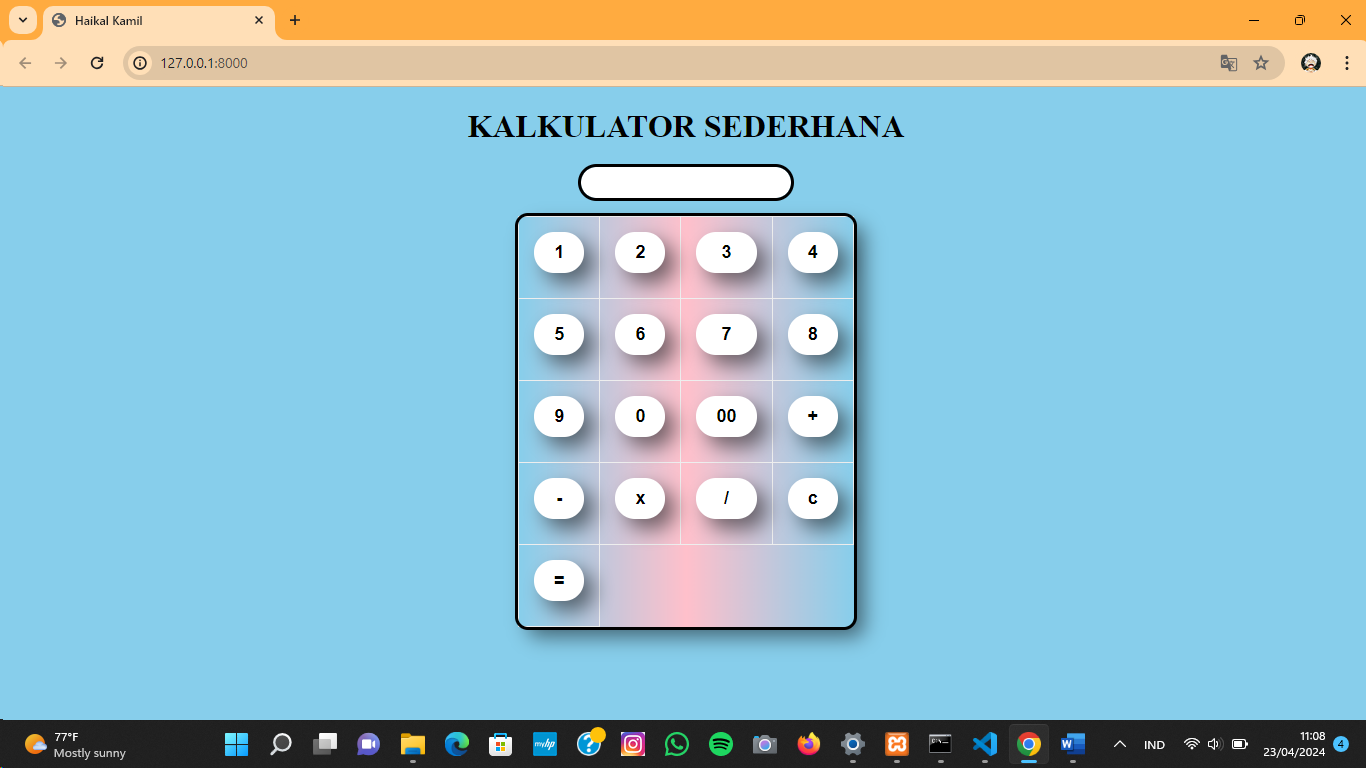 Haikal Kamil
127.0.0.1:8000
KALKULATOR SEDERHANA
1 2 3 4
5 6 7 8
9 0 00 +
- x / c
=
77°F
Mostly sunny
myhp
IND
11:08
23/04/2024
4